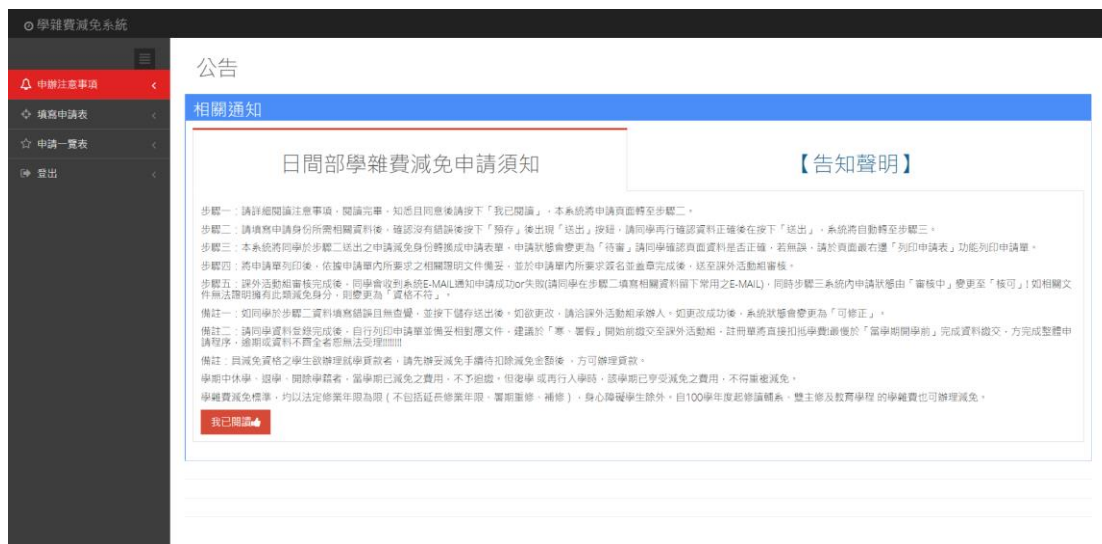 學雜費減免系統
申辦注意事項
填寫申請表
申請一覽表
登出
公告
相關通知
日間部學雜費減免申請須知
【告知聲明】
步驟一：請詳細閱讀注意事項，閱讀完畢，知悉且同意後請按下「我已閱讀」，本系統將申請頁面轉至步驟二。
步驟二：請填寫申請身份所需相關資料後，確認沒有錯誤後按下「預存」後出現「送出」按鈕，請同學再行確認資料正確後在按下「送出」，系統將自動轉至步驟三。
步驟三：本系統將同學於步驟二送出之申請減免身份轉換成申請表單，申請狀態會變更為「待審」請同學確認頁面資料是否正確，若無誤，請於頁面最右邊「列印申請表」功能列印申請單。
步驟四：將申請單列印後，依據申請單內所要求之相關證明文件備妥，並於申請單內所要求簽名並蓋章完成後，送至課外活動組審核。
步驟五：課外活動組審核完成後，同學會收到系統E-MAIL通知申請成功or失敗(請同學在步驟二填寫相關資料留下常用之E-MAIL)，同時步驟三系統內申請狀態由「審核中」變更至「核可」!如相關文
件無法證明擁有此類減免身分，則變更為「資格不符」。
備註一：如同學於步驟二資料填寫錯誤且無查覺，並按下儲存送出後，如欲更改，請洽課外活動組承辦人。如更改成功後，系統狀態會變更為「可修正」。
備註二：請同學資料登錄完成後，自行列印申請單並備妥相對應文件，建議於「寒、暑假」開始前繳交至課外活動組，註冊單將直接扣抵學費!最慢於「當學期開學前」完成資料繳交，方完成整體申
請程序，逾期或資料不齊全者恕無法受理!!!!!!!!
備註：具減免資格之學生欲辦理就學貸款者，請先辦妥減免手續待扣除減免金額後，方可辦理貸款。
學期中休學、退學、開除學籍者，當學期已減免之費用，不予追繳。但復學 或再行入學時，該學期已享受減免之費用，不得重複減免。
學雜費減免標準，均以法定修業年限為限（不包括延長修業年限、暑期重修、補修），身心障礙學生除外。自100學年度起修讀輔系、雙主修及教育學程 的學雜費也可辦理減免。
我已閱讀